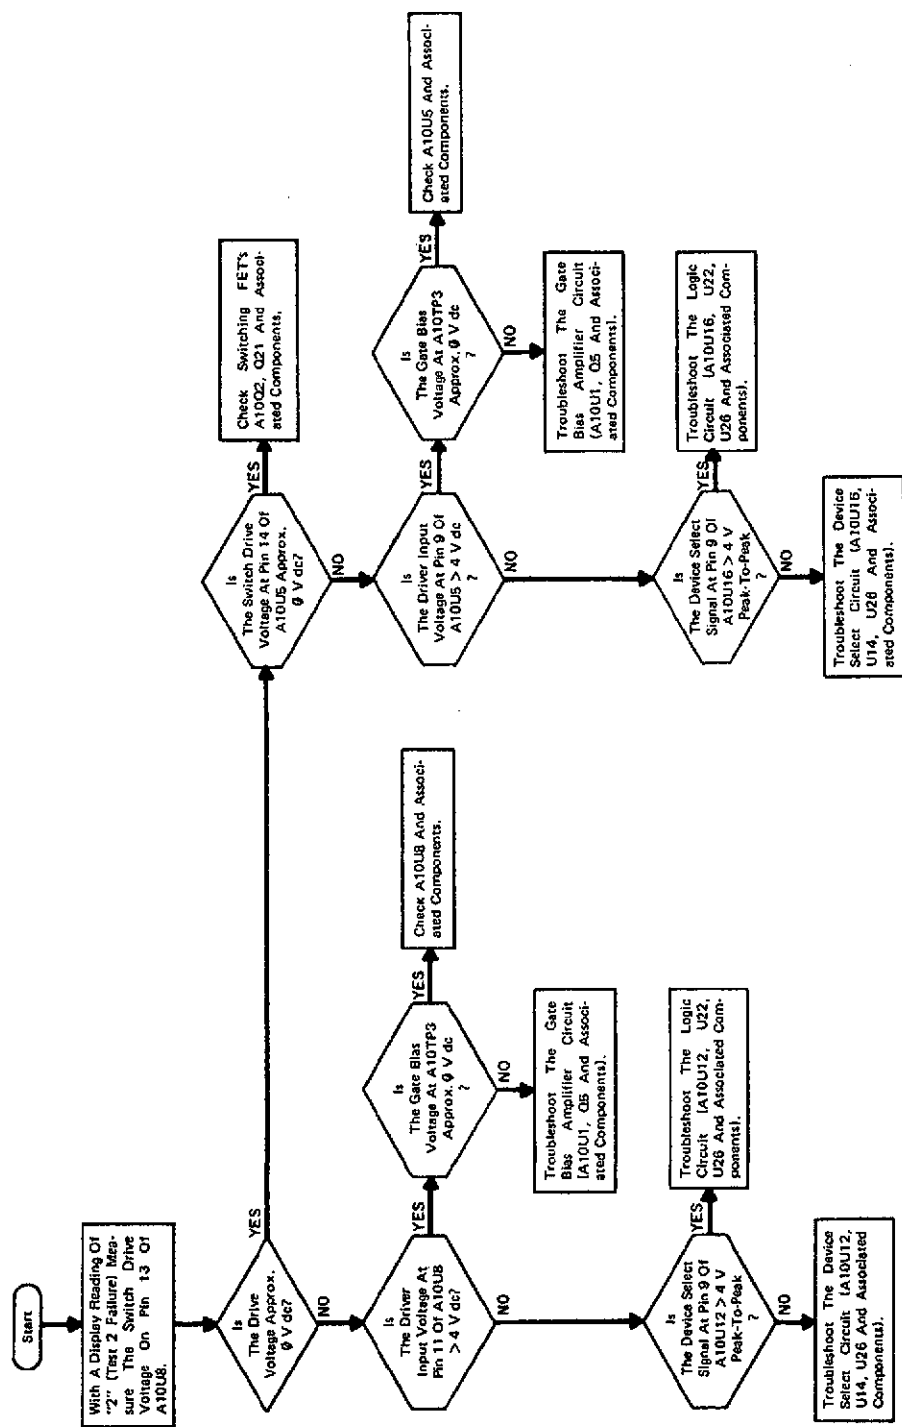 Start
With A Display Reading Of
"2" (Test 2 Failure) Mea-
sure The Switch Drive
Voltage On Pin 13 Of
A10U8.
Is
The Drive
Voltage Approx.
0 V dc?
YES
NO
Is
The Driver
Input Voltage At
Pin 11 Of A10U8
> 4 V dc?
YES
NO
Is
The Gate Bias
Voltage At A10TP3
Approx. 0 V dc
?
YES
NO
Check A10U8 And Associ-
ated Components.
Troubleshoot The Gate
Bias Amplifier Circuit
(A10U1, Q5 And Associ-
ated Components).
Is
The Device Select
Signal At Pin 9 Of
A10U12 > 4 V
Peak-To-Peak
?
YES
NO
Troubleshoot The Logic
Circuit (A10U12, U22,
U26 And Associated Com-
ponents).
Troubleshoot The Device
Select Circuit (A10U12,
U14, U26 And Associated
Components).
Is
The Switch Drive
Voltage At Pin 14 Of
A10U5 Approx.
0 V dc?
YES
NO
Check Switching FET's
A10Q2, Q21 And Associ-
ated Components.
Is
The Driver Input
Voltage At Pin 9 Of
A10U5 > 4 V dc
?
YES
NO
Is
The Gate Bias
Voltage At A10TP3
Approx. 0 V dc
?
YES
NO
Check A10U5 And Associ-
ated Components.
Troubleshoot The Gate
Bias Amplifier Circuit
(A10U1, Q5 And Associ-
ated Components).
Is
The Device Select
Signal At Pin 9 Of
A10U16 > 4 V
Peak-To-Peak
?
YES
NO
Troubleshoot The Logic
Circuit (A10U16, U22,
U26 And Associated Com-
ponents).
Troubleshoot The Device
Select Circuit (A10U16,
U14, U26 And Associ-
ated Components).